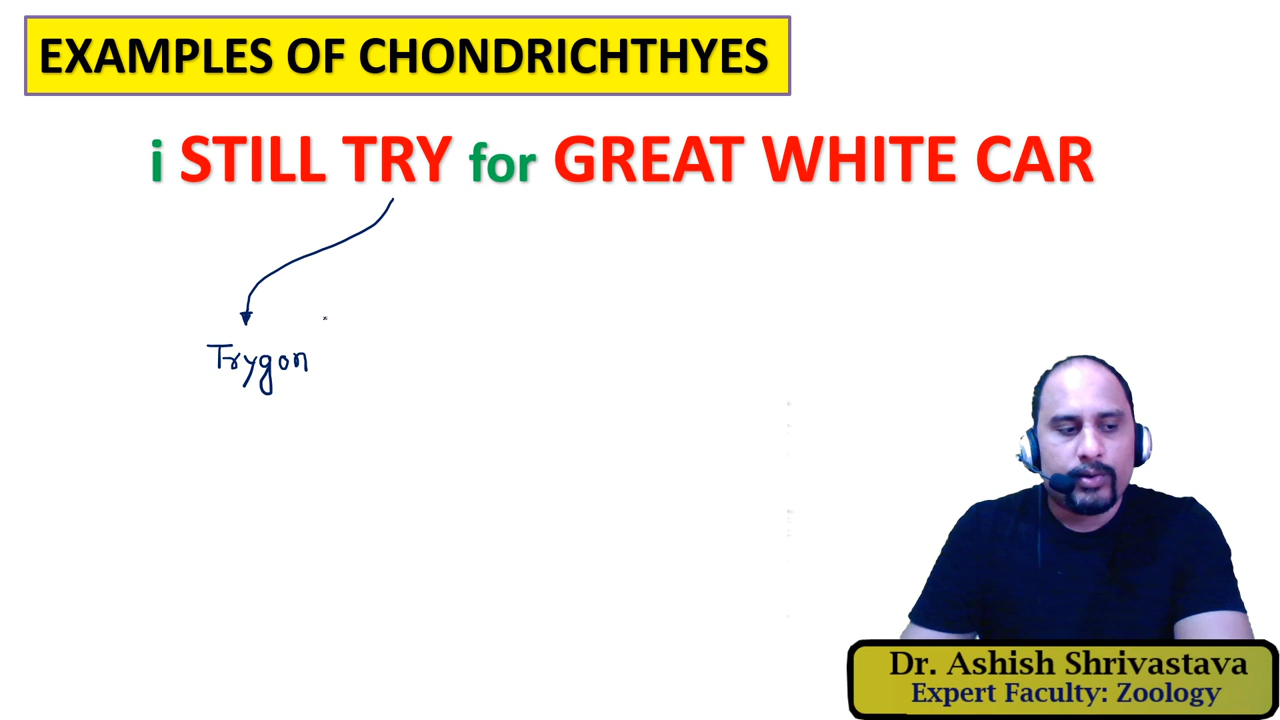 EXAMPLES OF CHONDRICHTHYES
i STILL TRY for GREAT WHITE CAR
Trygon
Dr. Ashish Shrivastava
Expert Faculty: Zoology